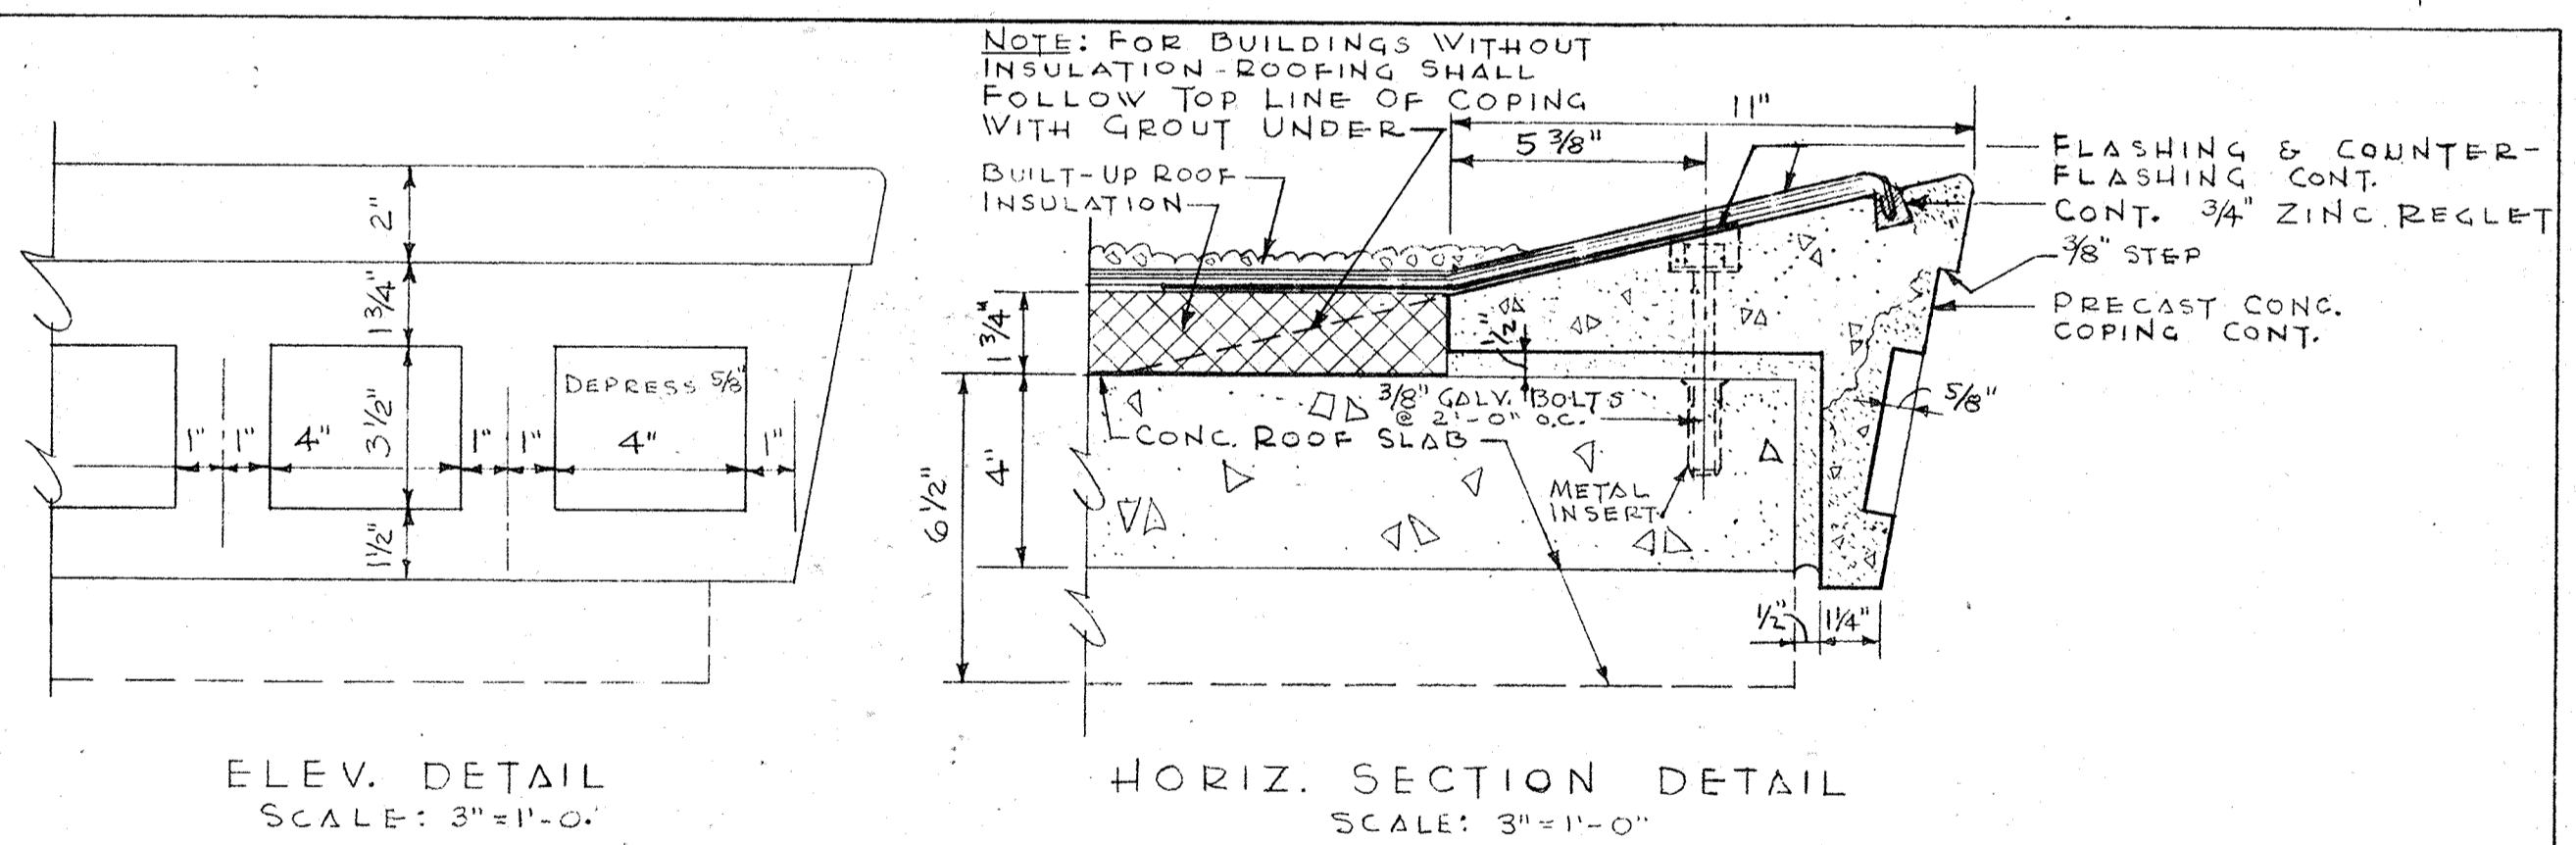 2"
1 3/4"
DEPRESS 5/8"
3 1/2"
1" 1" 4" 1" 1" 4" 1"
1 1/2"
ELEV. DETAIL
SCALE: 3"=1'-0.
NOTE: FOR BUILDINGS WITHOUT
INSULATION - ROOFING SHALL
FOLLOW TOP LINE OF COPING
WITH GROUT UNDER
BUILT-UP ROOF
INSULATION
11"
5 3/8"
FLASHING & COUNTER-
FLASHING CONT.
CONT. 3/4" ZINC REGLET
3/8" STEP
PRECAST CONC.
COPING CONT.
1 3/4"
1/2"
3/8" GALV. BOLTS
@ 2'-0" O.C.
5/8"
CONC. ROOF SLAB
4"
6 1/2"
METAL
INSERT
1/2" 1 1/4"
HORIZ. SECTION DETAIL
SCALE: 3"=1'-0"